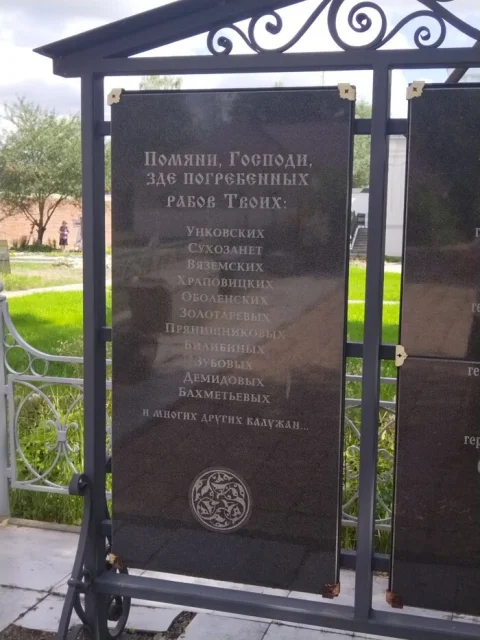 Помяни, Господи,
зде погребенных
рабов Твоих:
Унковских
Сухозанет
Вяземских
Храповицких
Оболенских
Золотаревых
Прянишниковых
Билибиных
Зубовых
Демидовых
Бахметьевых
и многих других калужан...